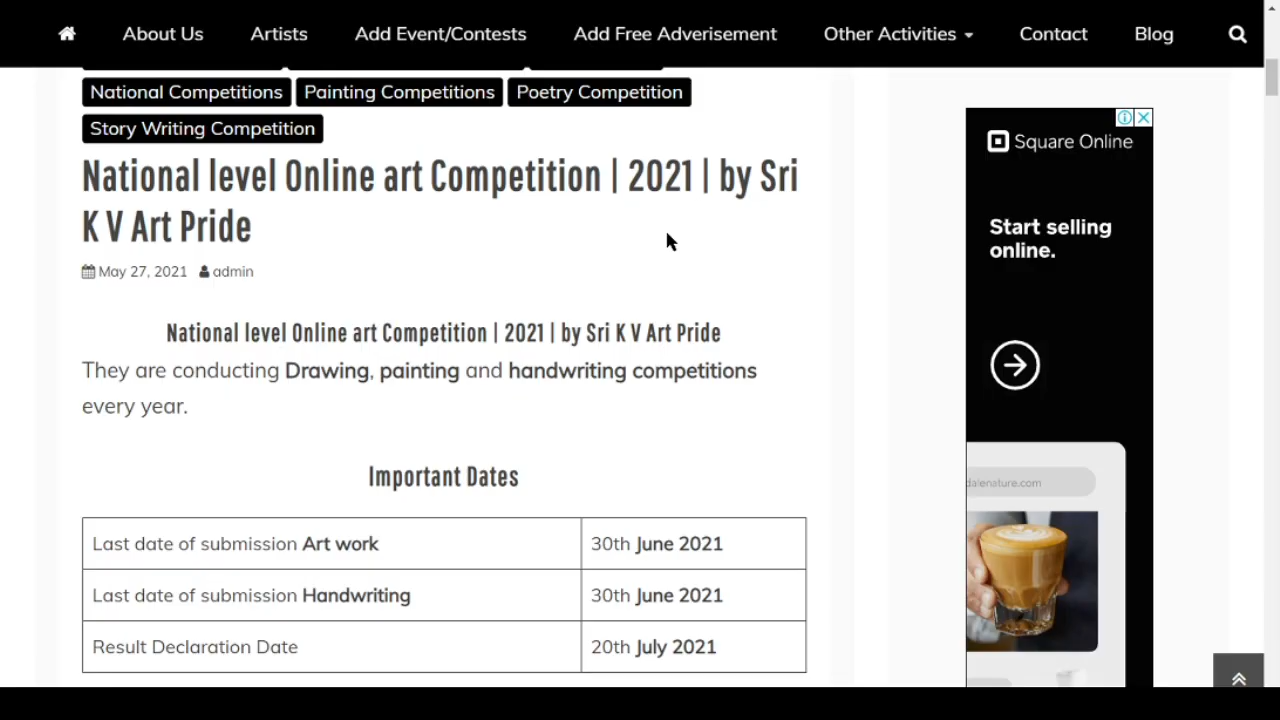 About Us Artists Add Event/Contests Add Free Adverisement Other Activities Contact Blog
National Competitions Painting Competitions Poetry Competition
Story Writing Competition
National level Online art Competition | 2021 | by Sri
K V Art Pride
May 27, 2021 admin
National level Online art Competition | 2021 | by Sri K V Art Pride
They are conducting Drawing, painting and handwriting competitions
every year.
Important Dates
Last date of submission Art work 30th June 2021
Last date of submission Handwriting 30th June 2021
Result Declaration Date 20th July 2021
Square Online
Start selling
online.
dalenature.com